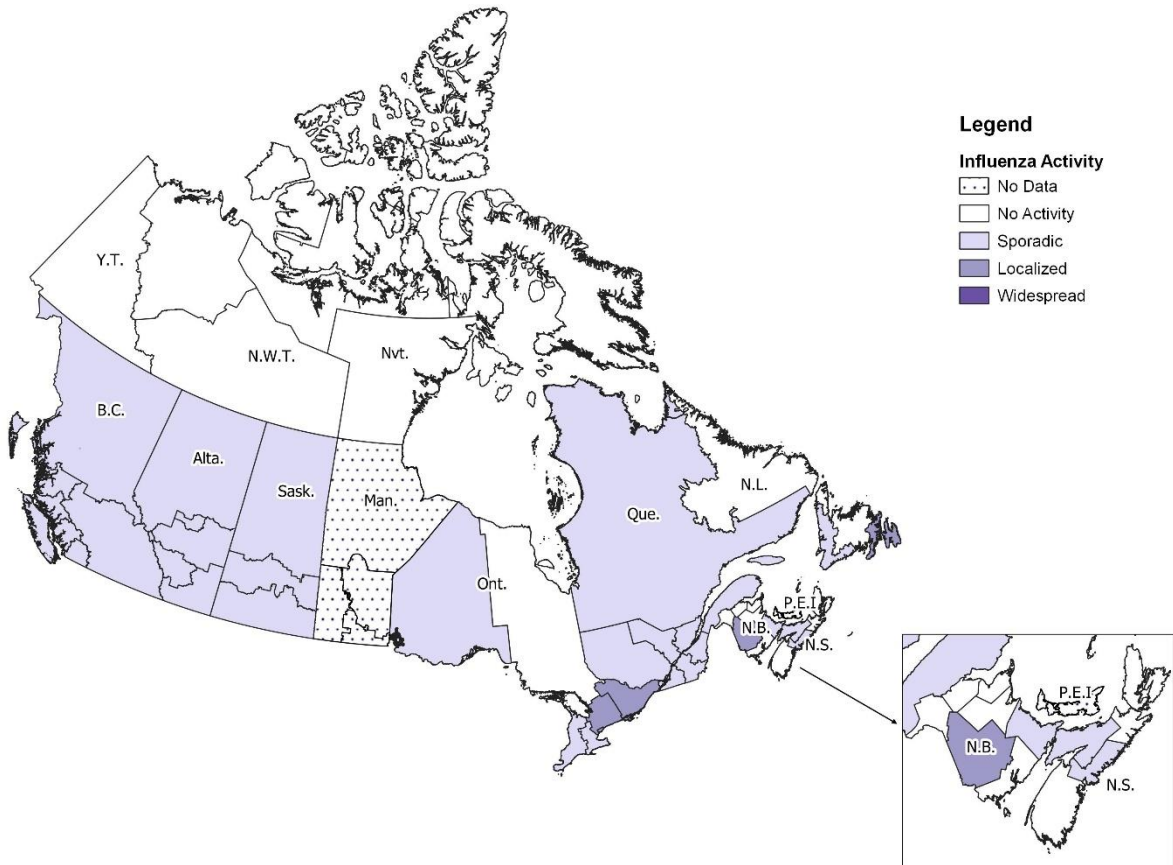 Legend
Influenza Activity
No Data
No Activity
Sporadic
Localized
Widespread
Y.T.
N.W.T.
Nvt.
B.C.
Alta.
Sask.
Man.
Ont.
Que.
N.L.
P.E.I
N.B.
N.S.
P.E.I
N.B.
N.S.